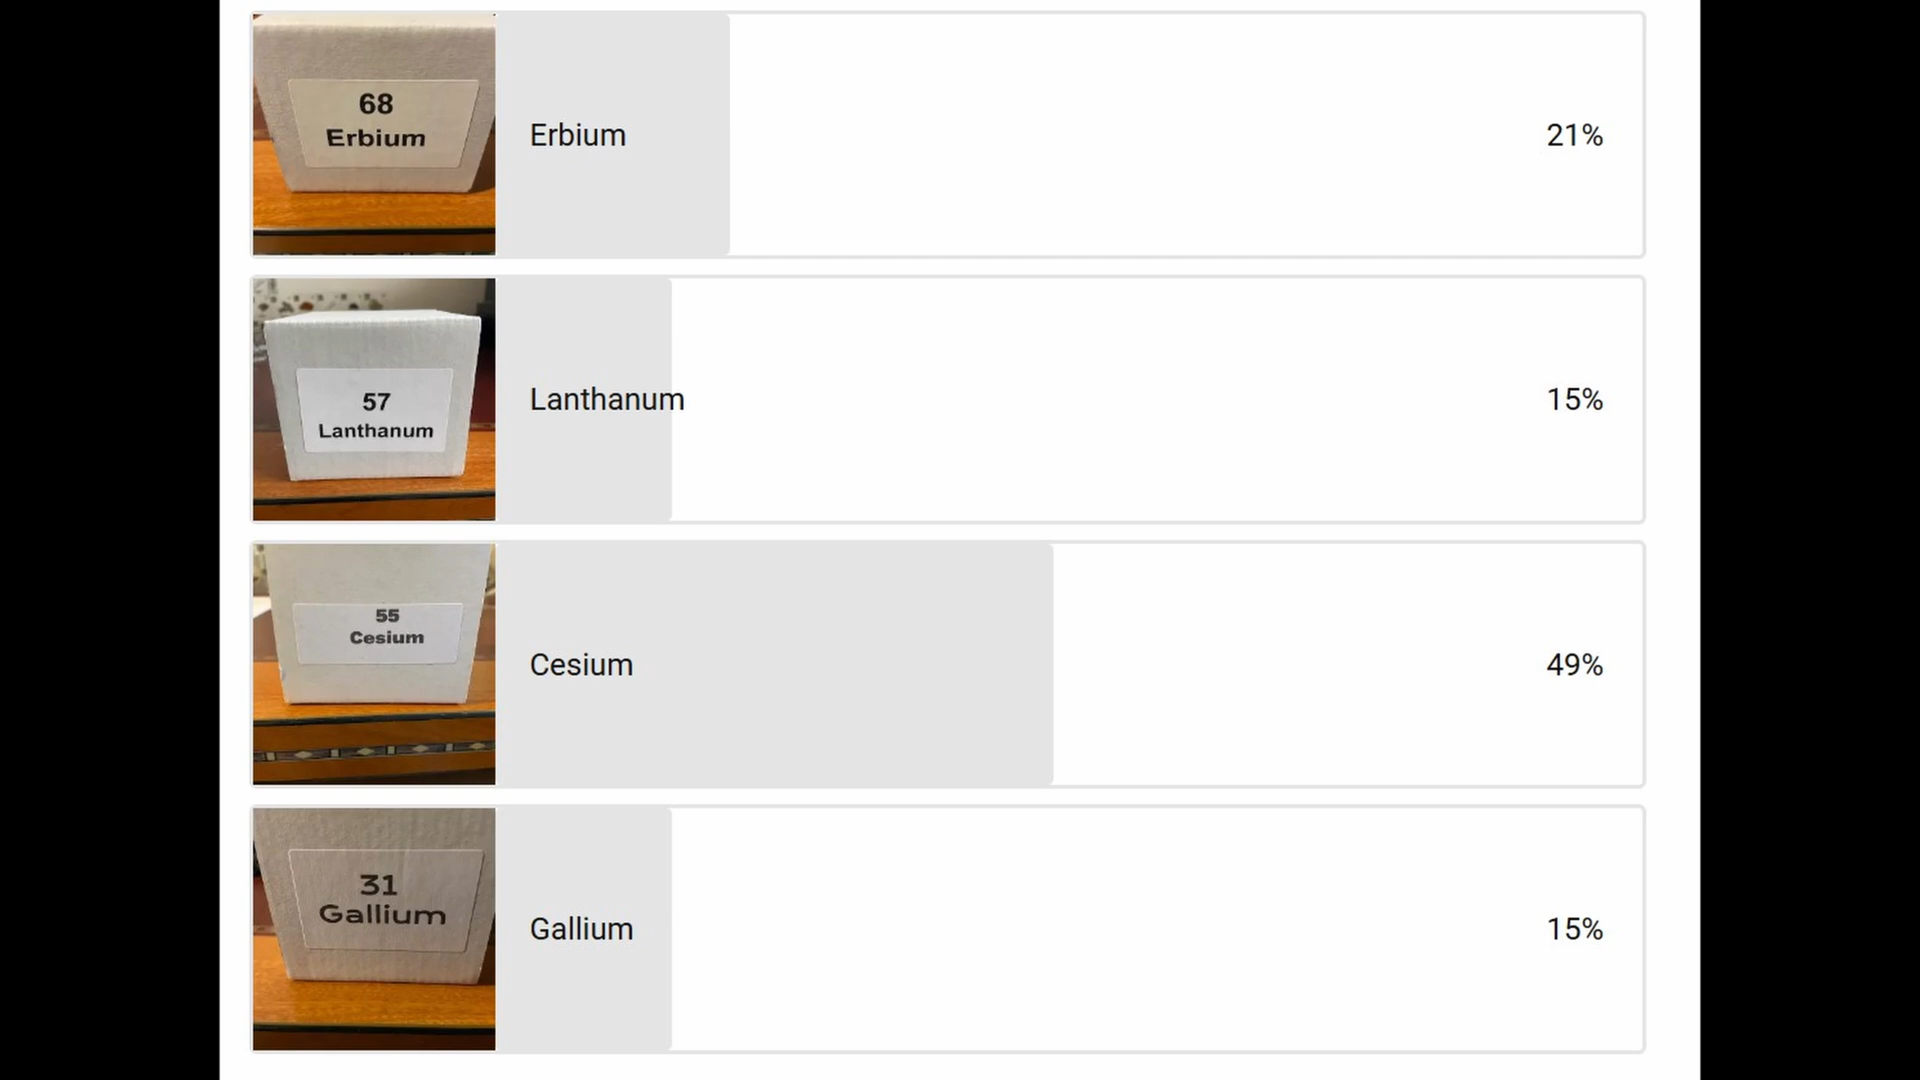 68
Erbium
Erbium
21%
57
Lanthanum
Lanthanum
15%
55
Cesium
Cesium
49%
31
Gallium
Gallium
15%